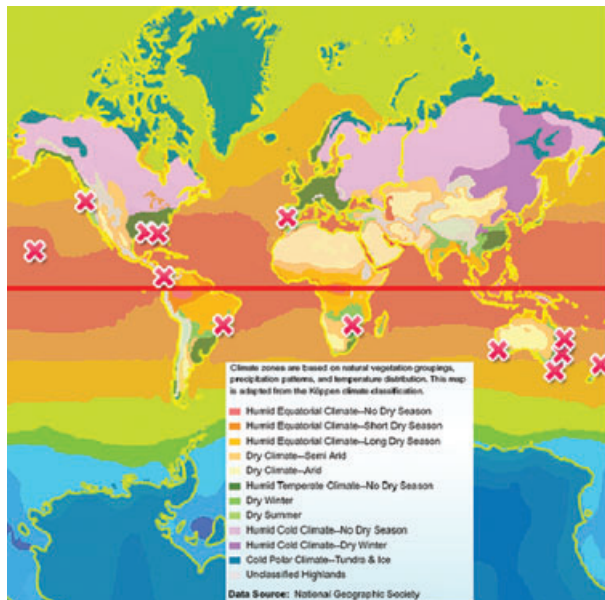 Climate zones are based on natural vegetation groupings,
precipitation patterns, and temperature distribution. This map
is adapted from the Köppen climate classification.
Humid Equatorial Climate--No Dry Season
Humid Equatorial Climate--Short Dry Season
Humid Equatorial Climate--Long Dry Season
Dry Climate--Semi Arid
Dry Climate--Arid
Humid Temperate Climate--No Dry Season
Dry Winter
Dry Summer
Humid Cold Climate--No Dry Season
Humid Cold Climate--Dry Winter
Cold Polar Climate--Tundra & Ice
Unclassified Highlands
Data Source: National Geographic Society